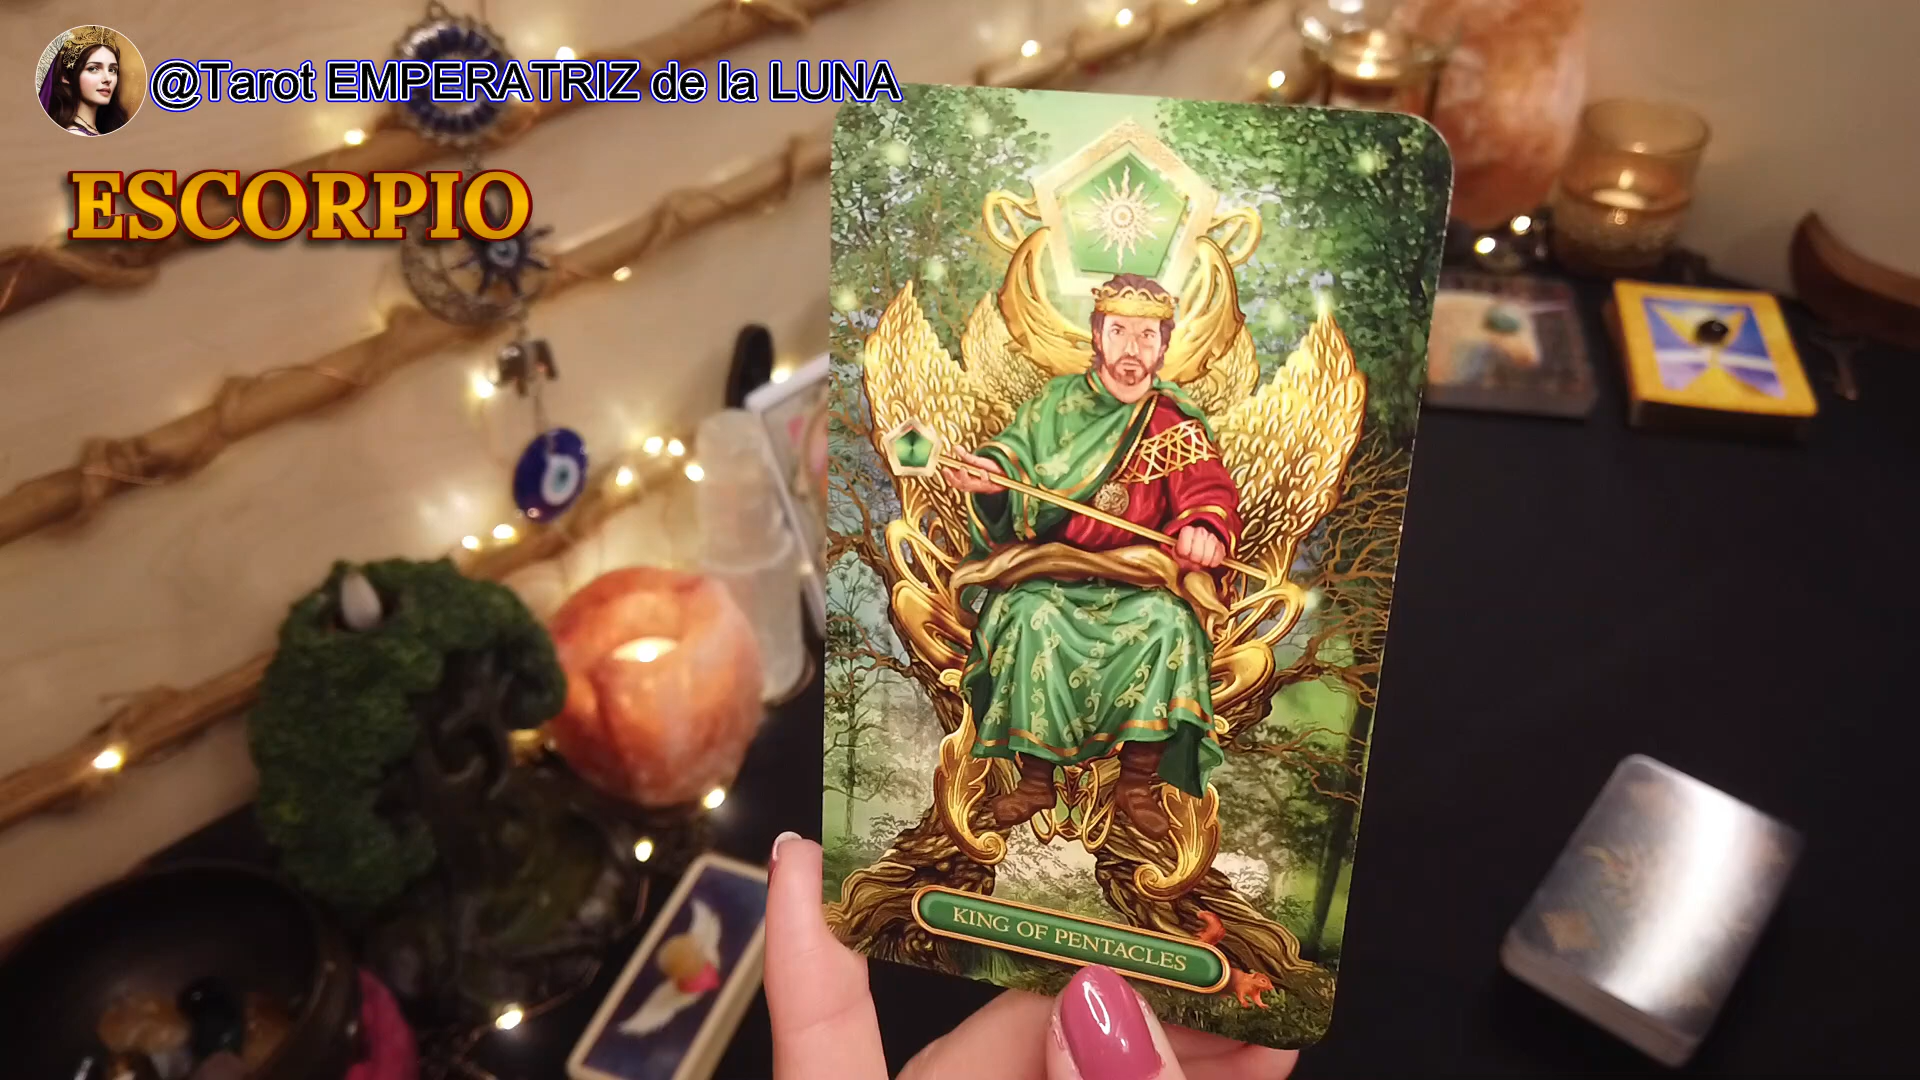 @Tarot EMPERATRIZ de la LUNA
ESCORPIO
KING OF PENTACLES